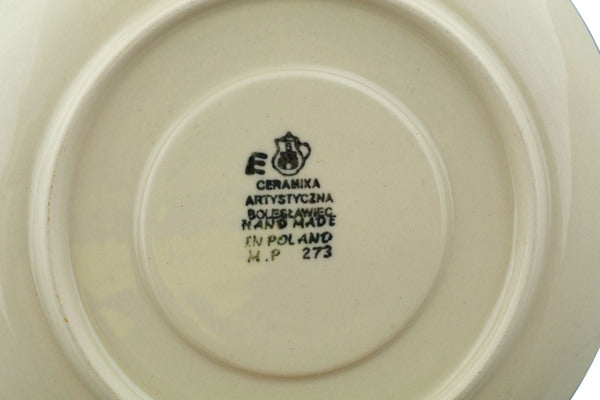 E
CERAMIKA
ARTYSTYCZNA
BOLESŁAWIEC
HAND MADE
IN POLAND
M.P 273